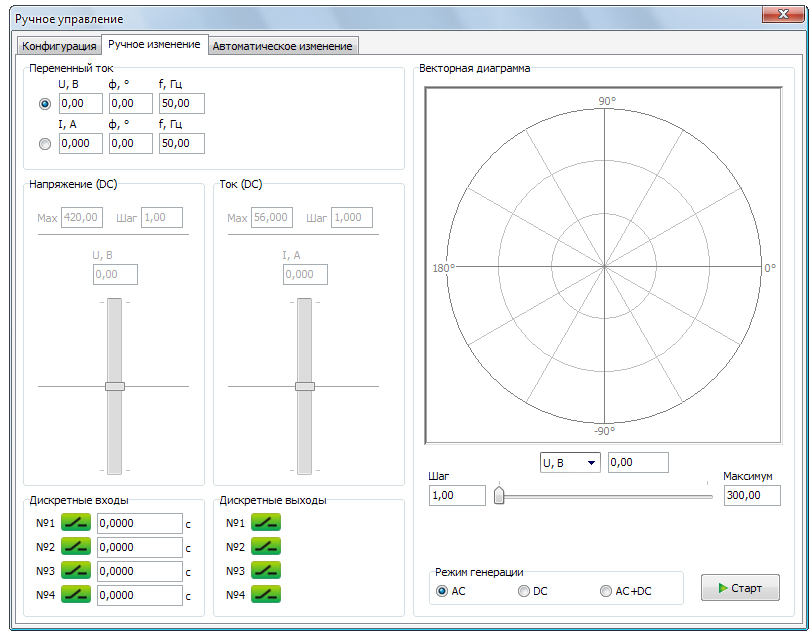 Ручное управление
Конфигурация Ручное изменение Автоматическое изменение
Переменный ток
U, В ф, ° f, Гц
0,00 0,00 50,00
I, А ф, ° f, Гц
0,000 0,00 50,00
Напряжение (DC)
Max 420,00 Шаг 1,00
U, В
0,00
Ток (DC)
Max 56,000 Шаг 1,000
I, А
0,000
Дискретные входы
№1 0,0000 с
№2 0,0000 с
№3 0,0000 с
№4 0,0000 с
Дискретные выходы
№1
№2
№3
№4
Векторная диаграмма
90°
180° 0°
-90°
U, В 0,00
Шаг Максимум
1,00 300,00
Режим генерации
AC DC AC+DC
Старт